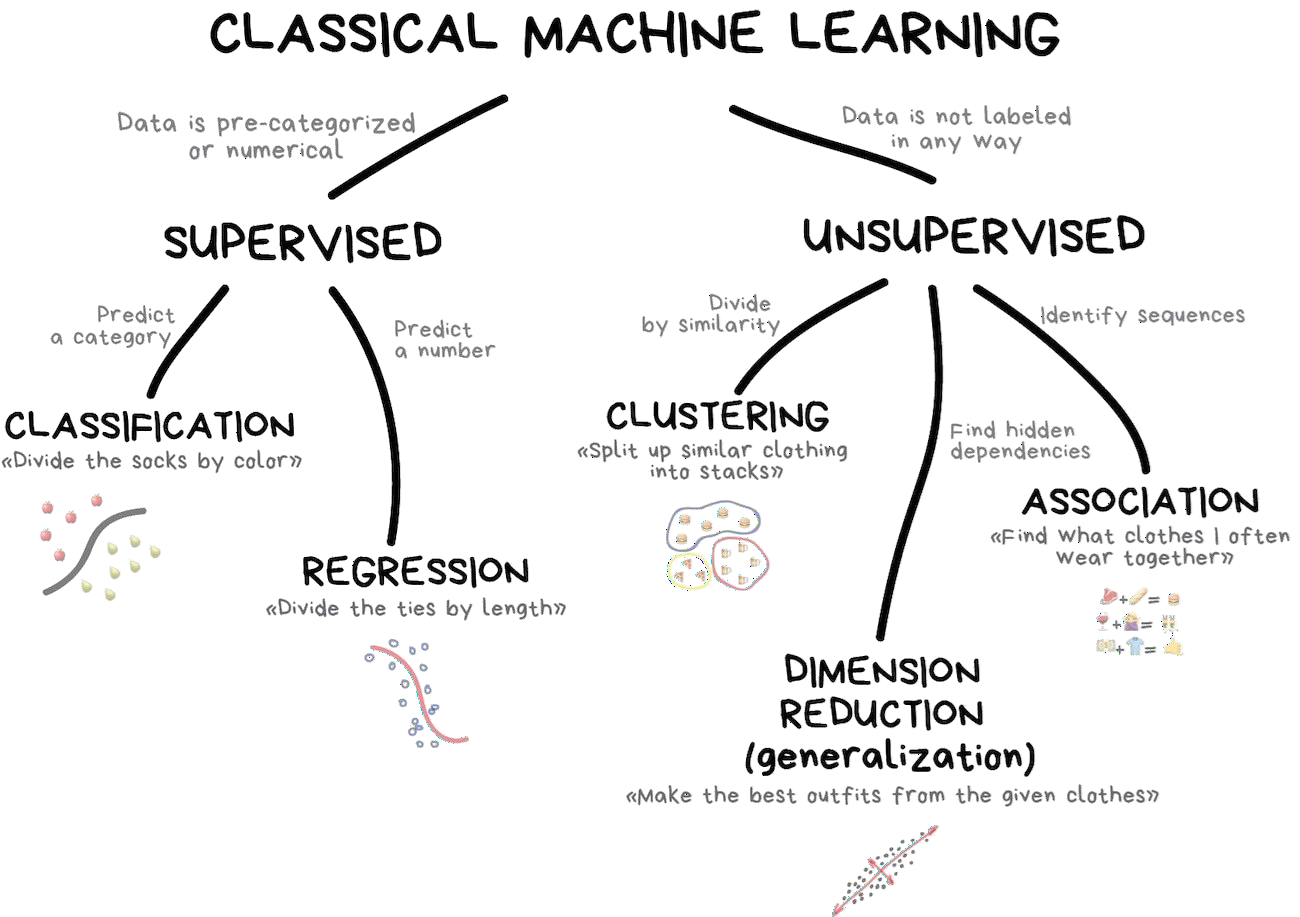 CLASSICAL MACHINE LEARNING
Data is pre-categorized
or numerical
Data is not labeled
in any way
SUPERVISED
UNSUPERVISED
Predict
a category
Predict
a number
Divide
by similarity
Identify sequences
CLASSIFICATION
«Divide the socks by color»
CLUSTERING
«Split up similar clothing
into stacks»
Find hidden
dependencies
ASSOCIATION
«Find what clothes I often
wear together»
REGRESSION
«Divide the ties by length»
+ =
+ =
+ =
DIMENSION
REDUCTION
(generalization)
«Make the best outfits from the given clothes»